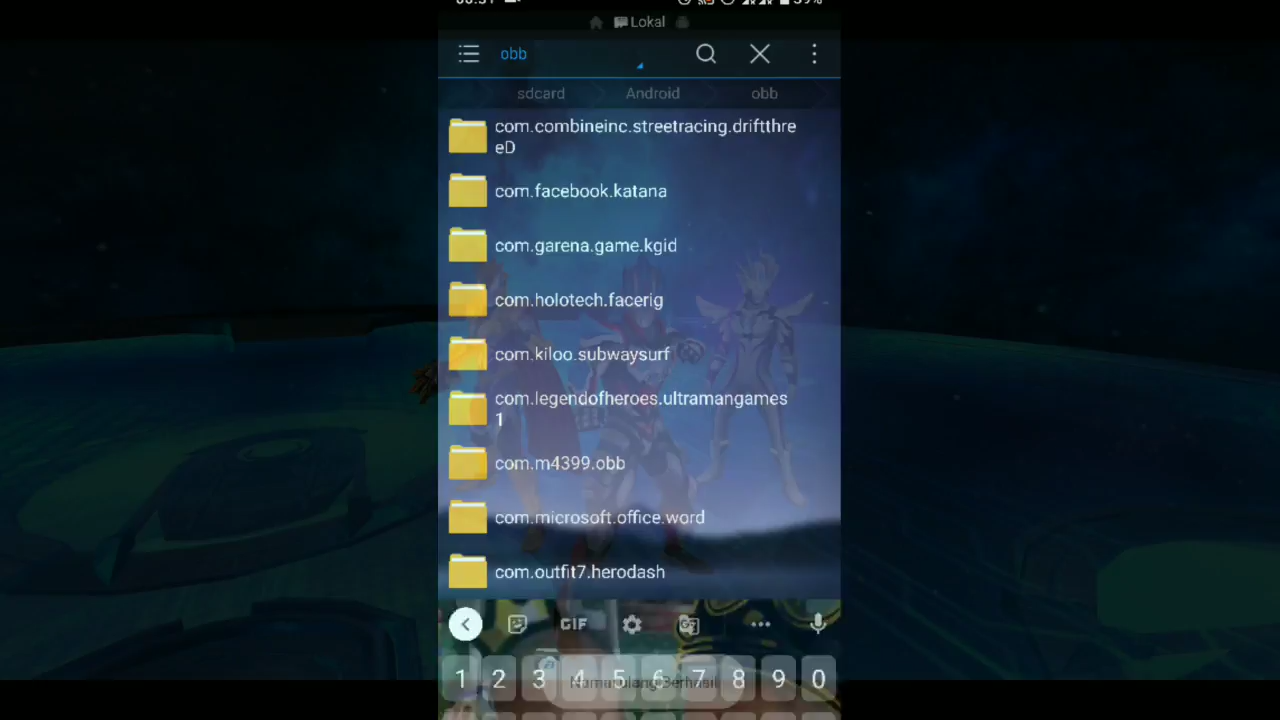 Lokal
obb
sdcard Android obb
com.combineinc.streetracing.driftthre
eD
com.facebook.katana
com.garena.game.kgid
com.holotech.facerig
com.kiloo.subwaysurf
com.legendofheroes.ultramangames
1
com.m4399.obb
com.microsoft.office.word
com.outfit7.herodash
GIF
1 2 3 4 5 6 7 8 9 0